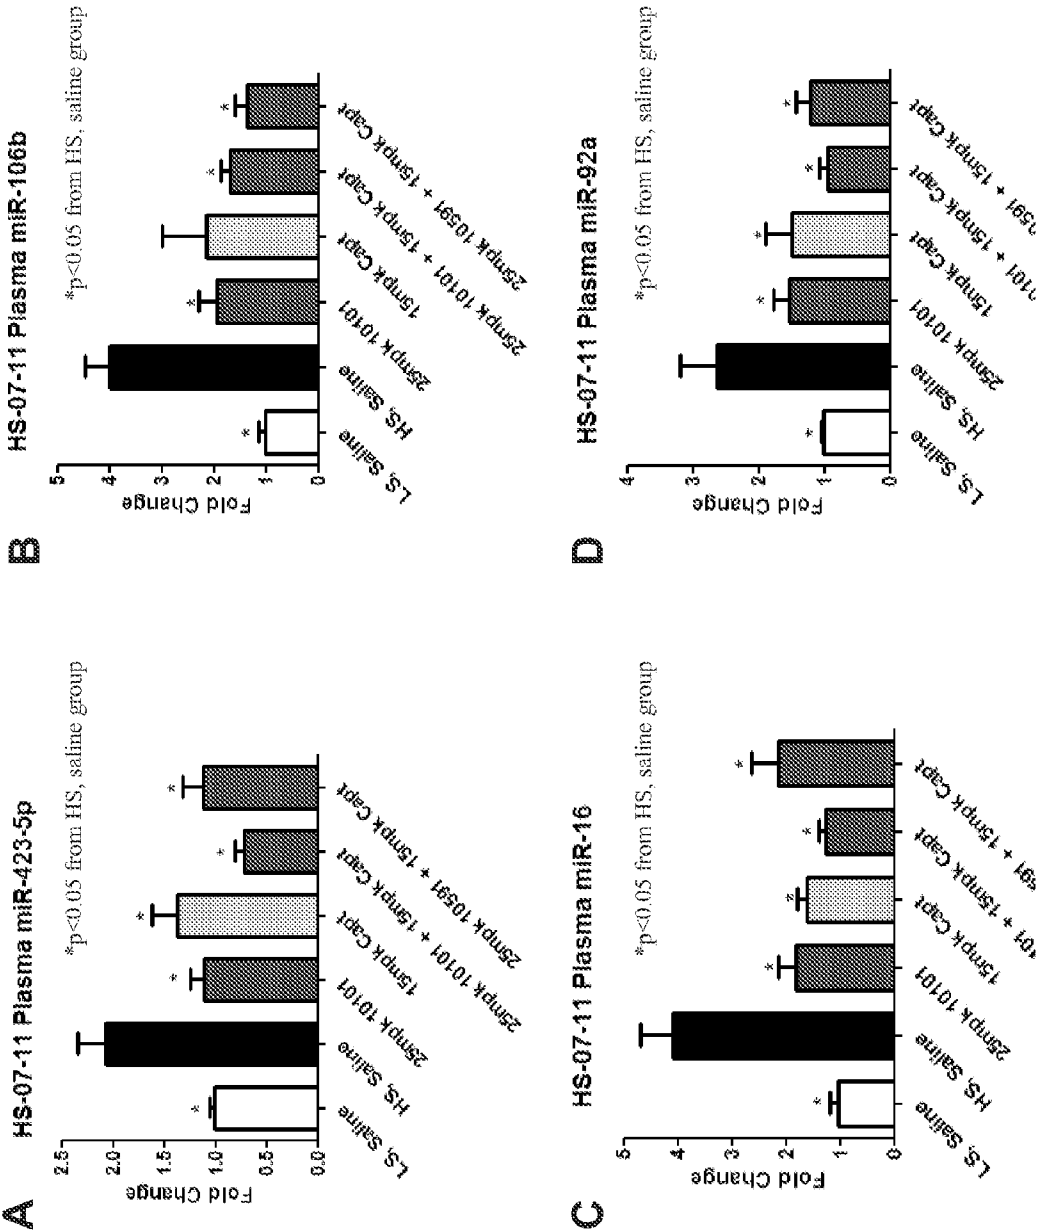 A
HS-07-11 Plasma miR-423-5p
*p<0.05 from HS, saline group
Fold Change
2.5
2.0
1.5
1.0
0.5
0.0
*
*
*
*
*
LS, Saline
HS, Saline
25mpk 10101
15mpk Capt
25mpk 10101 + 15mpk Capt
25mpk 10591 + 15mpk Capt
B
HS-07-11 Plasma miR-106b
*p<0.05 from HS, saline group
Fold Change
5
4
3
2
1
0
*
*
*
*
LS, Saline
HS, Saline
25mpk 10101
15mpk Capt
25mpk 10101 + 15mpk Capt
25mpk 10591 + 15mpk Capt
C
HS-07-11 Plasma miR-16
*p<0.05 from HS, saline group
Fold Change
5
4
3
2
1
0
*
*
*
*
*
LS, Saline
HS, Saline
25mpk 10101
15mpk Capt
101 + 15mpk Capt
591 + 15mpk Capt
D
HS-07-11 Plasma miR-92a
*p<0.05 from HS, saline group
Fold Change
4
3
2
1
0
*
*
*
*
*
LS, Saline
HS, Saline
25mpk 10101
15mpk Capt
0101 + 15mpk Capt
0591 + 15mpk Capt